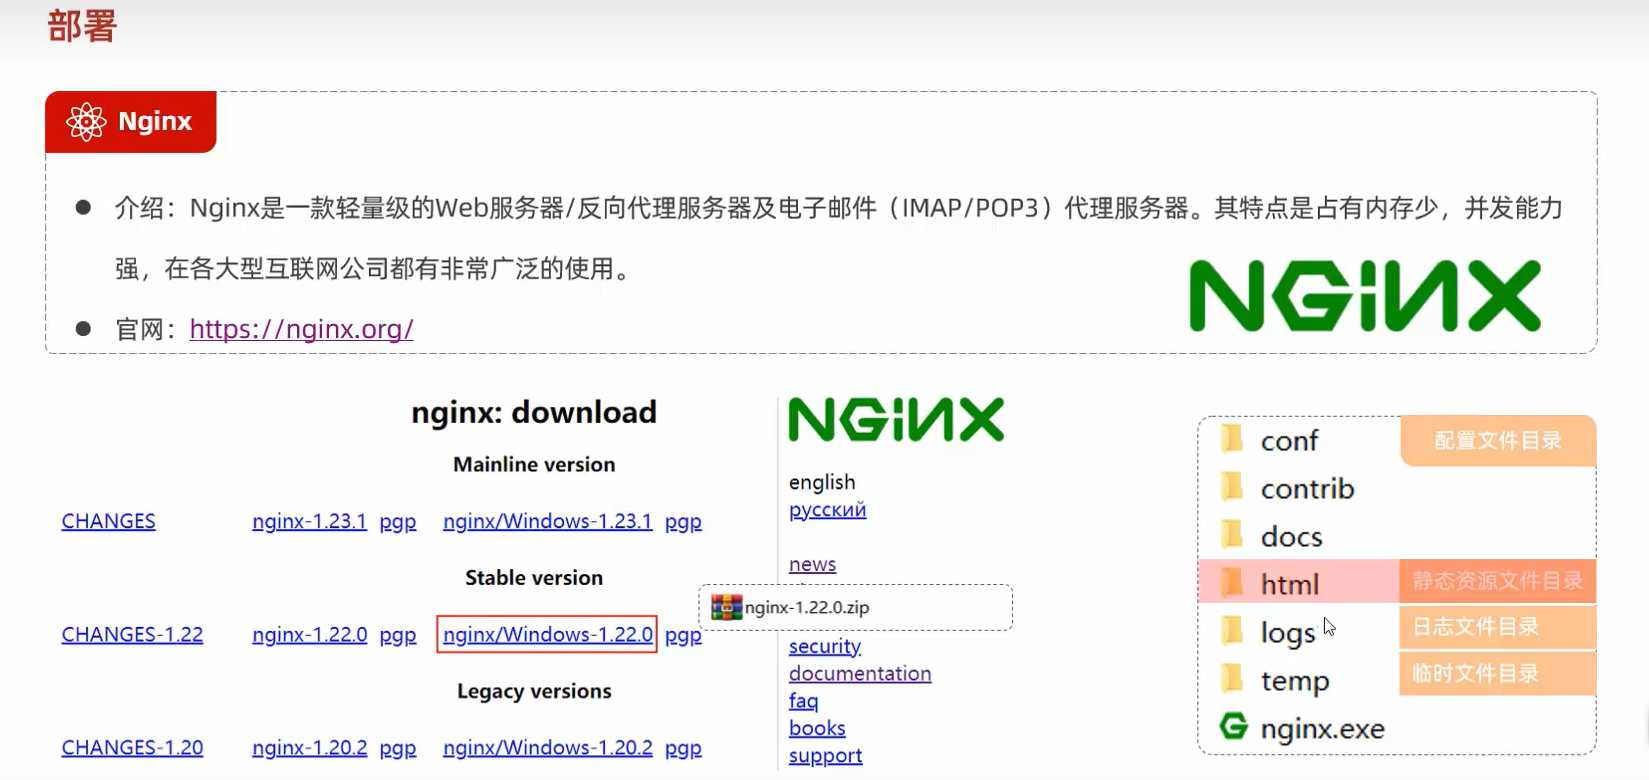 部署
Nginx
介绍：Nginx是一款轻量级的Web服务器/反向代理服务器及电子邮件（IMAP/POP3）代理服务器。其特点是占有内存少，并发能力
强，在各大型互联网公司都有非常广泛的使用。
官网：https://nginx.org/
NGINX
nginx: download
Mainline version
CHANGES nginx-1.23.1 pgp nginx/Windows-1.23.1 pgp
Stable version
CHANGES-1.22 nginx-1.22.0 pgp nginx/Windows-1.22.0 pgp
Legacy versions
CHANGES-1.20 nginx-1.20.2 pgp nginx/Windows-1.20.2 pgp
NGINX
english
русский
news
nginx-1.22.0.zip
security
documentation
faq
books
support
conf 配置文件目录
contrib
docs
html 静态资源文件目录
logs 日志文件目录
temp 临时文件目录
nginx.exe